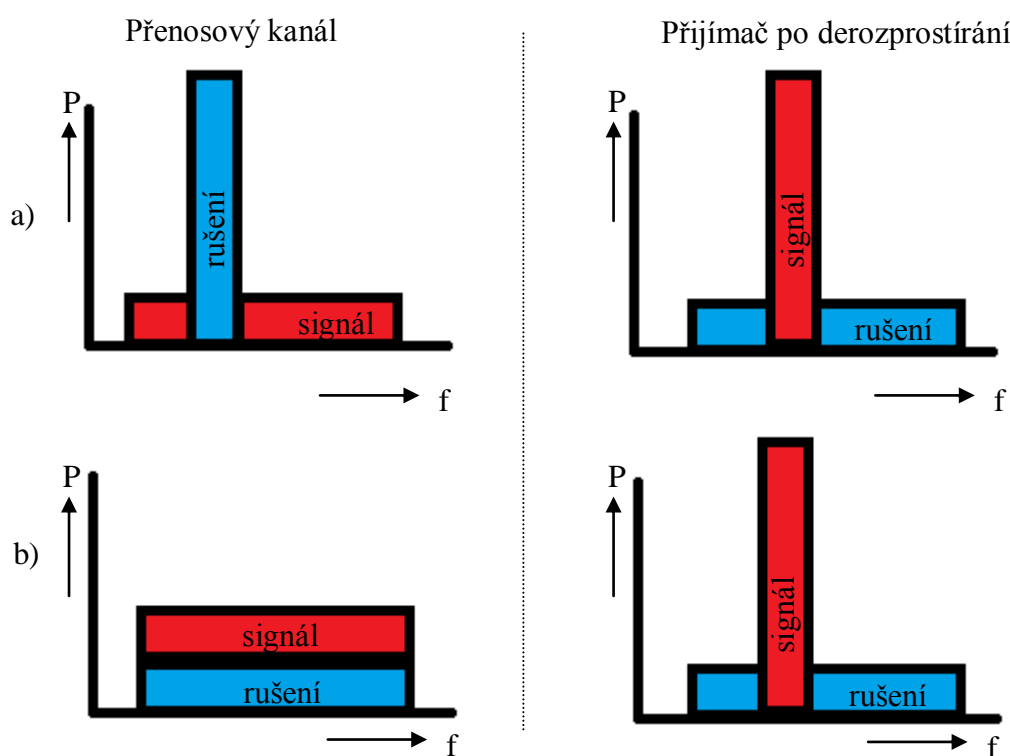 Přenosový kanál
Přijímač po derozprostírání
a)
P
rušení
signál
f
P
signál
rušení
f
b)
P
signál
rušení
f
P
signál
rušení
f